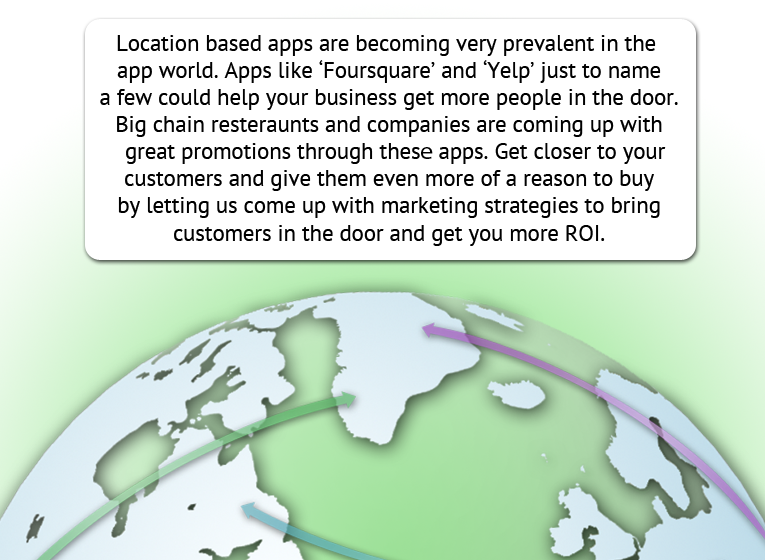 Location based apps are becoming very prevalent in the
app world. Apps like ‘Foursquare’ and ‘Yelp’ just to name
a few could help your business get more people in the door.
Big chain resteraunts and companies are coming up with
great promotions through these apps. Get closer to your
customers and give them even more of a reason to buy
by letting us come up with marketing strategies to bring
customers in the door and get you more ROI.